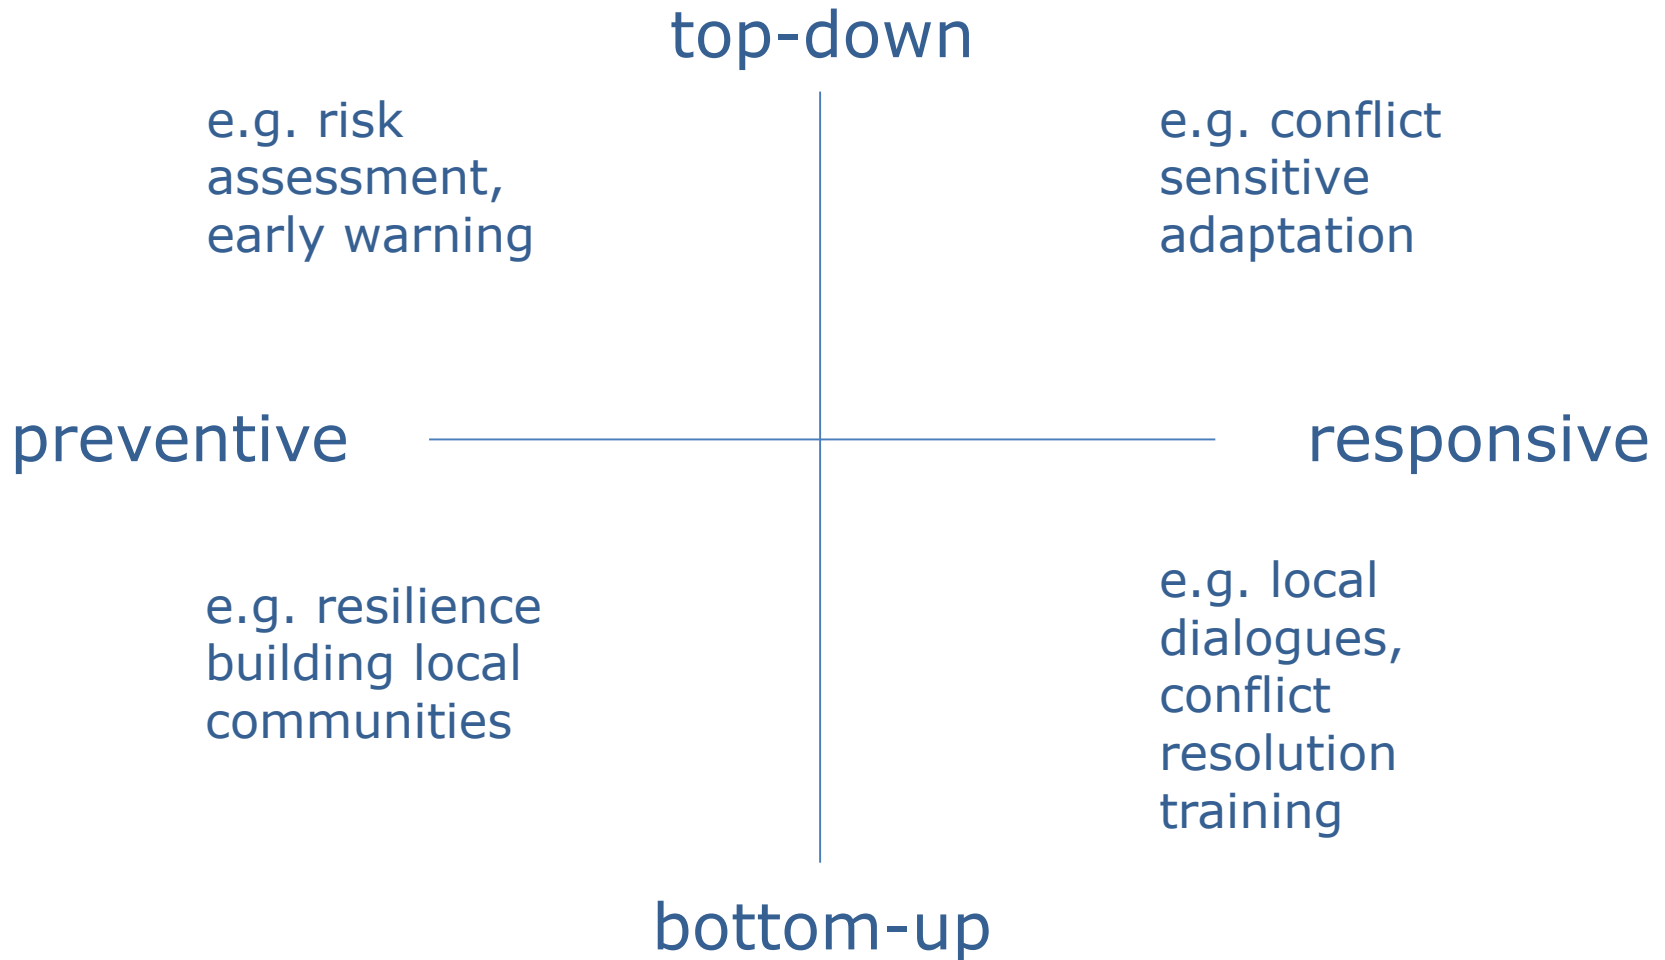 top-down
e.g. risk
assessment,
early warning
e.g. conflict
sensitive
adaptation
preventive
responsive
e.g. resilience
building local
communities
e.g. local
dialogues,
conflict
resolution
training
bottom-up